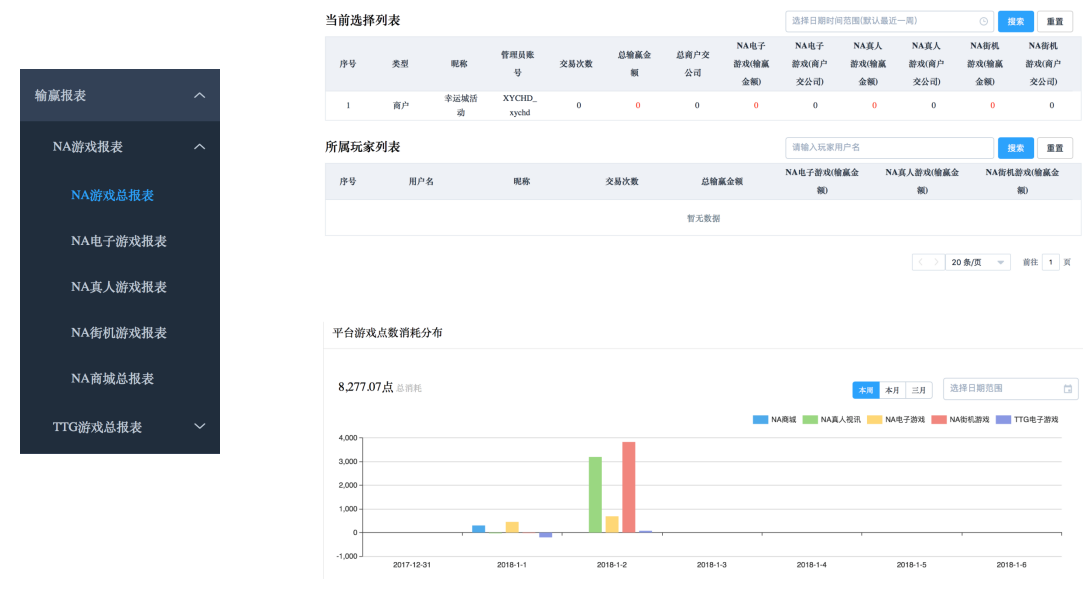 输赢报表
NA游戏报表
NA游戏总报表
NA电子游戏报表
NA真人游戏报表
NA街机游戏报表
NA商城总报表
TTG游戏总报表
当前选择列表
选择日期时间范围(默认最近一周)
搜索
重置
序号
类型
昵称
管理员账
号
交易次数
总输赢金
额
总商户交
公司
NA电子
游戏(输赢
金额)
NA电子
游戏(商户
交公司)
NA真人
游戏(输赢
金额)
NA真人
游戏(商户
交公司)
NA街机
游戏(输赢
金额)
NA街机
游戏(商户
交公司)
1
商户
幸运城活
动
XYCHD_
xychd
0
0
0
0
0
0
0
0
0
所属玩家列表
请输入玩家用户名
搜索
重置
序号
用户名
昵称
交易次数
总输赢金额
NA电子游戏(输赢金
额)
NA真人游戏(输赢金
额)
NA街机游戏(输赢金
额)
暂无数据
20 条/页
前往 1 页
平台游戏点数消耗分布
8,277.07点 总消耗
本周
本月
三月
选择日期范围
NA商城
NA真人视讯
NA电子游戏
NA街机游戏
TTG电子游戏
4,000
3,000
2,000
1,000
0
-1,000
2017-12-31
2018-1-1
2018-1-2
2018-1-3
2018-1-4
2018-1-5
2018-1-6